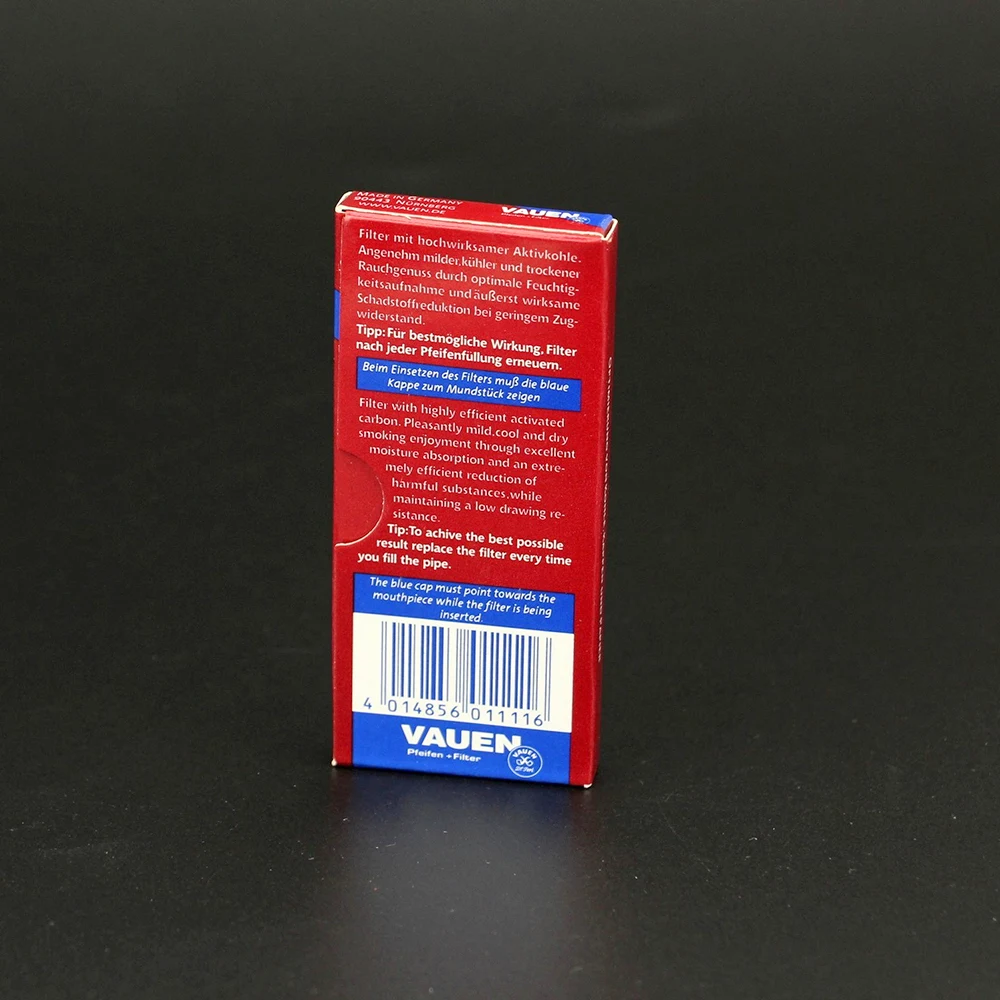 MADE IN GERMANY
90443 NÜRNBERG
WWW.VAUEN.DE
VAUEN
Filter mit hochwirksamer Aktivkohle.
Angenehm milder,kühler und trockener
Rauchgenuss durch optimale Feuchtig-
keitsaufnahme und äußerst wirksame
Schadstoffreduktion bei geringem Zug-
widerstand.
Tipp:Für bestmögliche Wirkung, Filter
nach jeder Pfeifenfüllung erneuern.
Beim Einsetzen des Filters muß die blaue
Kappe zum Mundstück zeigen
Filter with highly efficient activated
carbon. Pleasantly mild,cool and dry
smoking enjoyment through excellent
moisture absorption and an extre-
mely efficient reduction of
harmful substances,while
maintaining a low drawing re-
sistance.
Tip:To achive the best possible
result replace the filter every time
you fill the pipe.
The blue cap must point towards the
mouthpiece while the filter is being
inserted.
4 014856 011116
VAUEN
Pfeifen + Filter
VAUEN